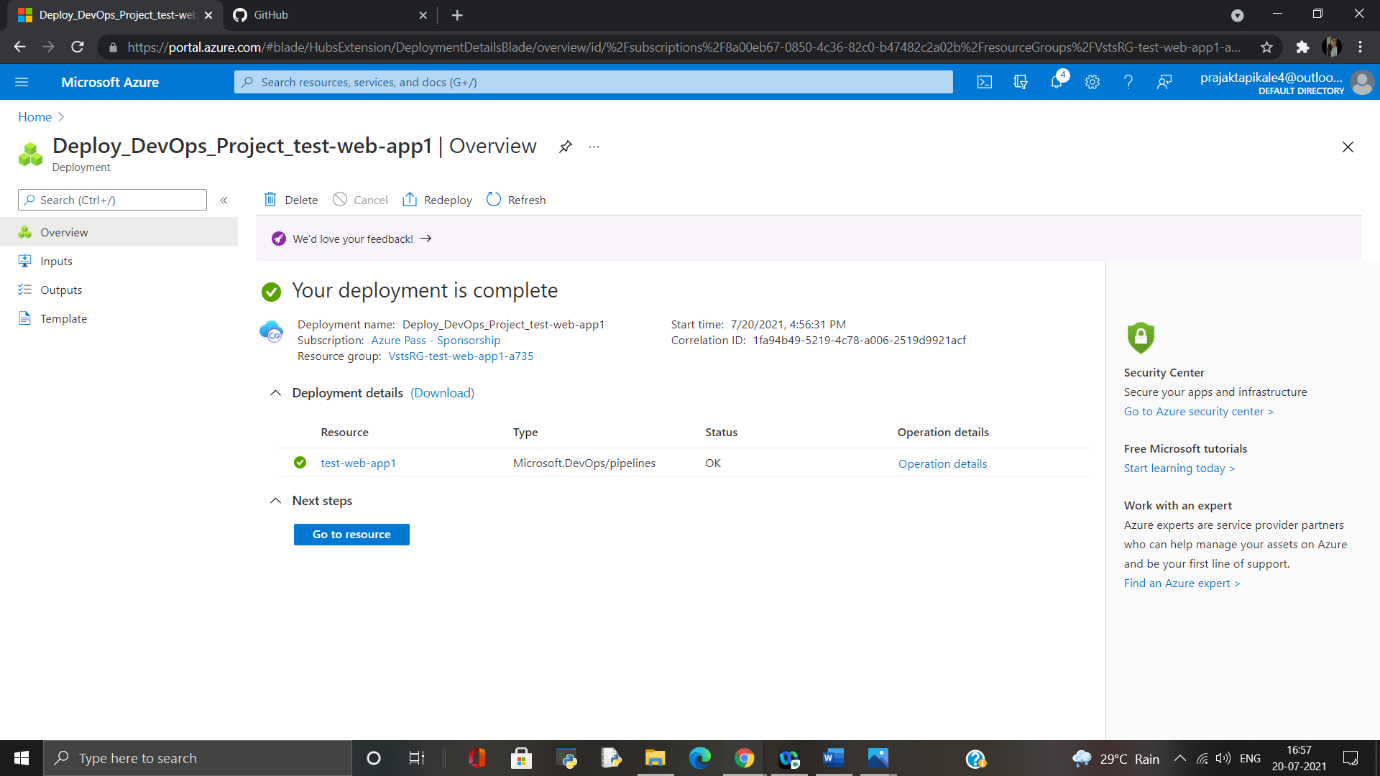 Deploy_DevOps_Project_test-web
GitHub
https://portal.azure.com/#blade/HubsExtension/DeploymentDetailsBlade/overview/id/%2Fsubscriptions%2F8a00eb67-0850-4c36-82c0-b47482c2a02b%2FresourceGroups%2FVstsRG-test-web-app1-a...
Microsoft Azure
Search resources, services, and docs (G+/)
4
prajaktapikale4@outloo...
DEFAULT DIRECTORY
Home
Deploy_DevOps_Project_test-web-app1 | Overview
...
Deployment
Search (Ctrl+/)
«
Delete
Cancel
Redeploy
Refresh
Overview
Inputs
Outputs
Template
We'd love your feedback! →
Your deployment is complete
Deployment name: Deploy_DevOps_Project_test-web-app1
Subscription: Azure Pass - Sponsorship
Resource group: VstsRG-test-web-app1-a735
Start time: 7/20/2021, 4:56:31 PM
Correlation ID: 1fa94b49-5219-4c78-a006-2519d9921acf
Deployment details (Download)
Resource Type Status Operation details
test-web-app1 Microsoft.DevOps/pipelines OK Operation details
Next steps
Go to resource
Security Center
Secure your apps and infrastructure
Go to Azure security center >
Free Microsoft tutorials
Start learning today >
Work with an expert
Azure experts are service provider partners
who can help manage your assets on Azure
and be your first line of support.
Find an Azure expert >
Type here to search
29°C Rain
ENG
16:57
20-07-2021